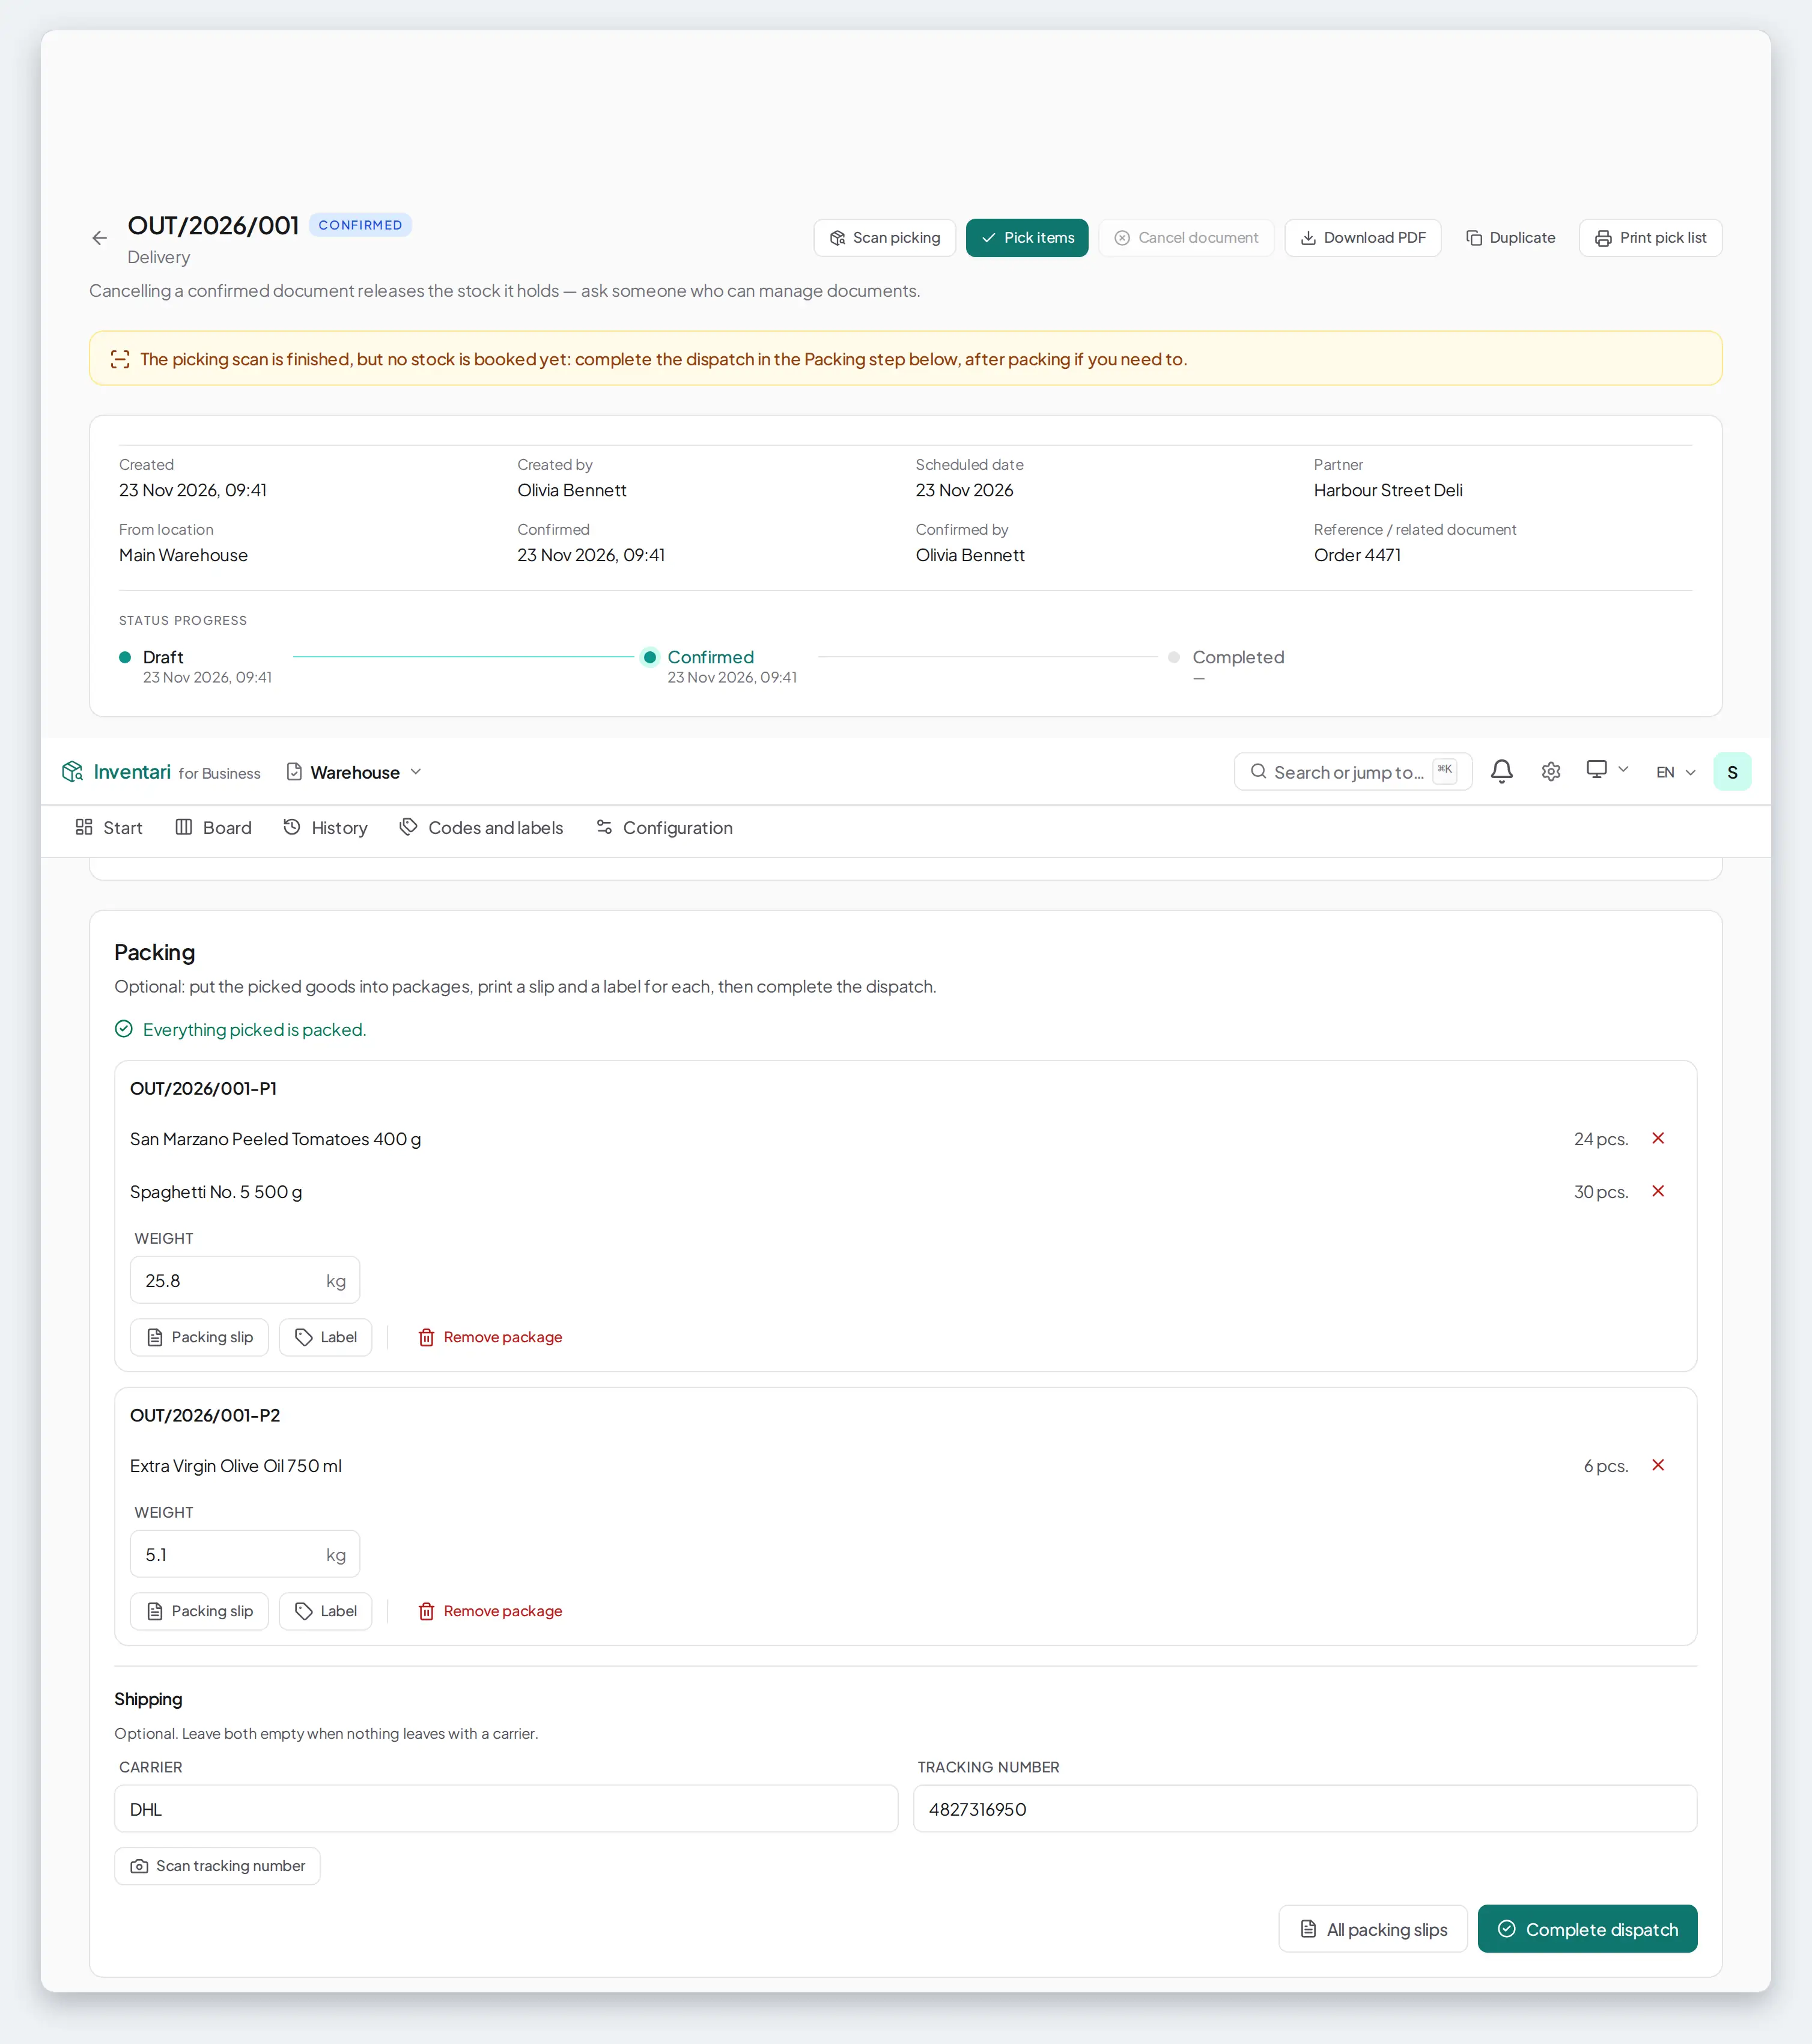 OUT/2026/001 CONFIRMED
Delivery
Scan picking Pick items Cancel document Download PDF Duplicate Print pick list
Cancelling a confirmed document releases the stock it holds — ask someone who can manage documents.
The picking scan is finished, but no stock is booked yet: complete the dispatch in the Packing step below, after packing if you need to.
Created Created by Scheduled date Partner
23 Nov 2026, 09:41 Olivia Bennett 23 Nov 2026 Harbour Street Deli
From location Confirmed Confirmed by Reference / related document
Main Warehouse 23 Nov 2026, 09:41 Olivia Bennett Order 4471
STATUS PROGRESS
Draft Confirmed Completed
23 Nov 2026, 09:41 23 Nov 2026, 09:41 —
Inventari for Business Warehouse Search or jump to... ⌘K EN S
Start Board History Codes and labels Configuration
Packing
Optional: put the picked goods into packages, print a slip and a label for each, then complete the dispatch.
Everything picked is packed.
OUT/2026/001-P1
San Marzano Peeled Tomatoes 400 g 24 pcs.
Spaghetti No. 5 500 g 30 pcs.
WEIGHT
25.8 kg
Packing slip Label Remove package
OUT/2026/001-P2
Extra Virgin Olive Oil 750 ml 6 pcs.
WEIGHT
5.1 kg
Packing slip Label Remove package
Shipping
Optional. Leave both empty when nothing leaves with a carrier.
CARRIER TRACKING NUMBER
DHL 4827316950
Scan tracking number
All packing slips Complete dispatch